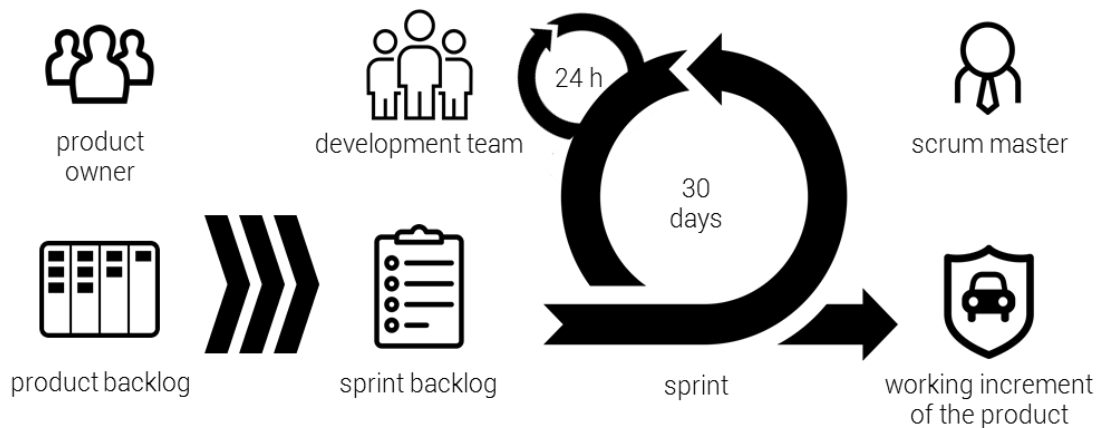 product
owner
development team
24 h
scrum master
30
days
product backlog
sprint backlog
sprint
working increment
of the product